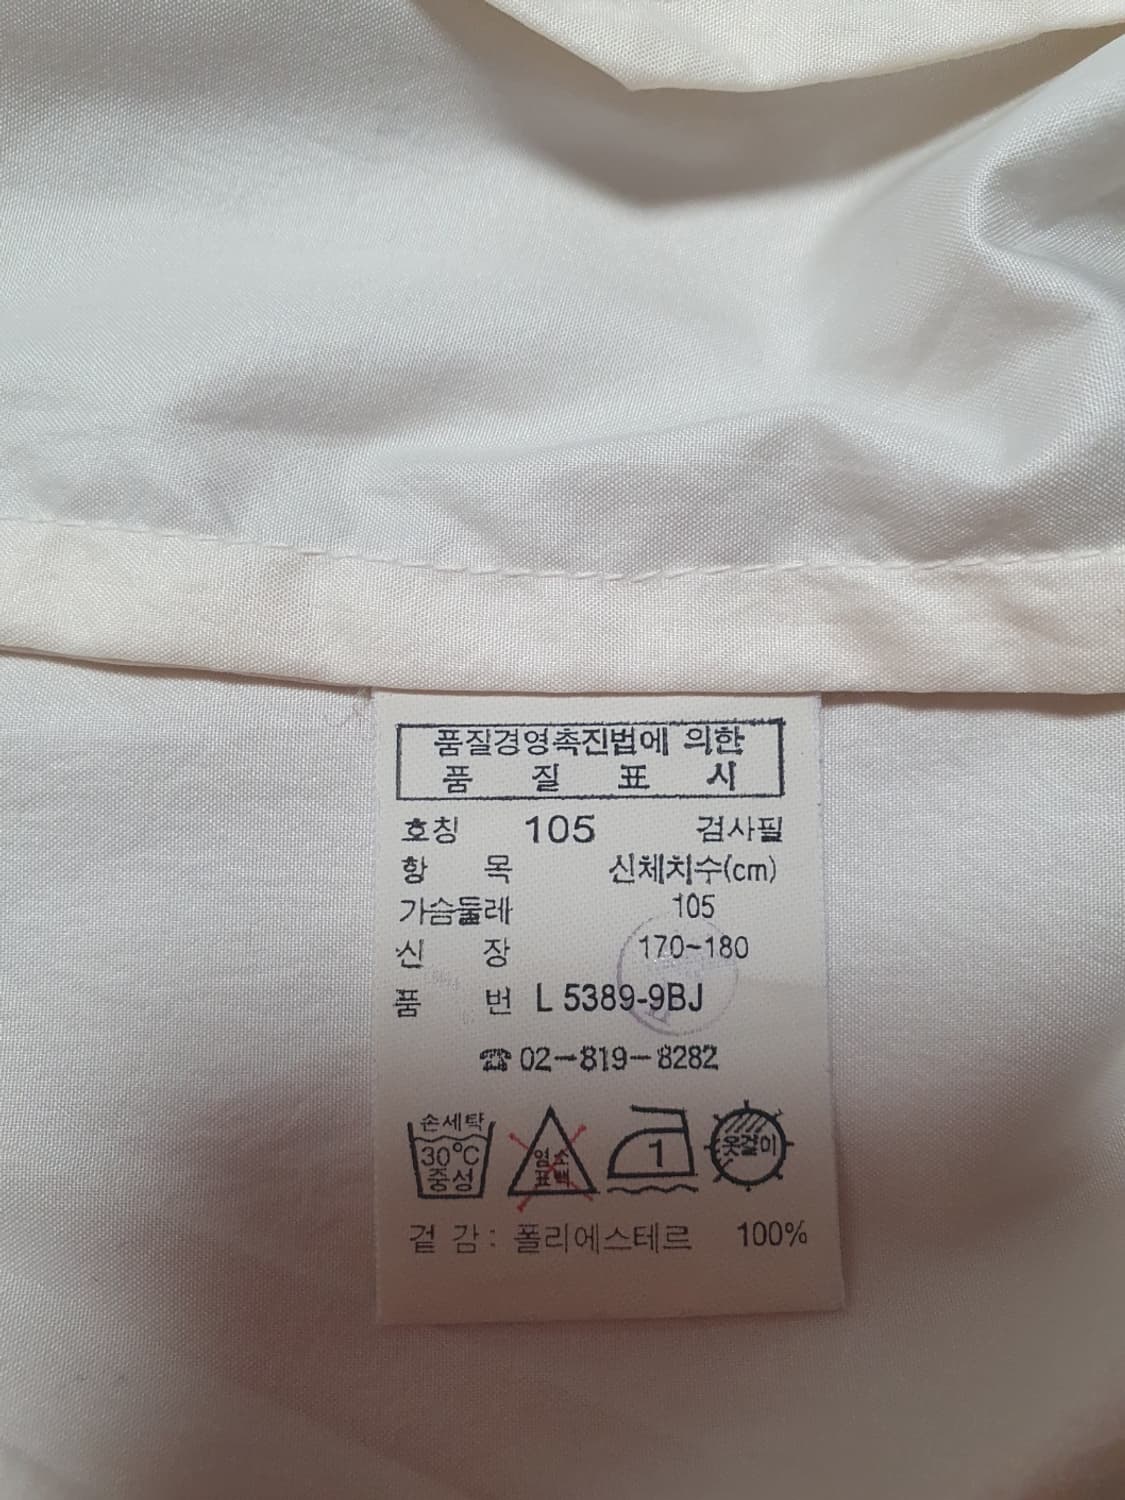 품질경영촉진법에 의한
품 질 표 시
호칭 105 검사필
항 목 신체치수(cm)
가슴둘레 105
신 장 170~180
품 번 L 5389-9BJ
☎ 02-819-8282
손세탁
30℃
중성
염소
표백
1
옷걸이
겉 감 : 폴리에스테르 100%